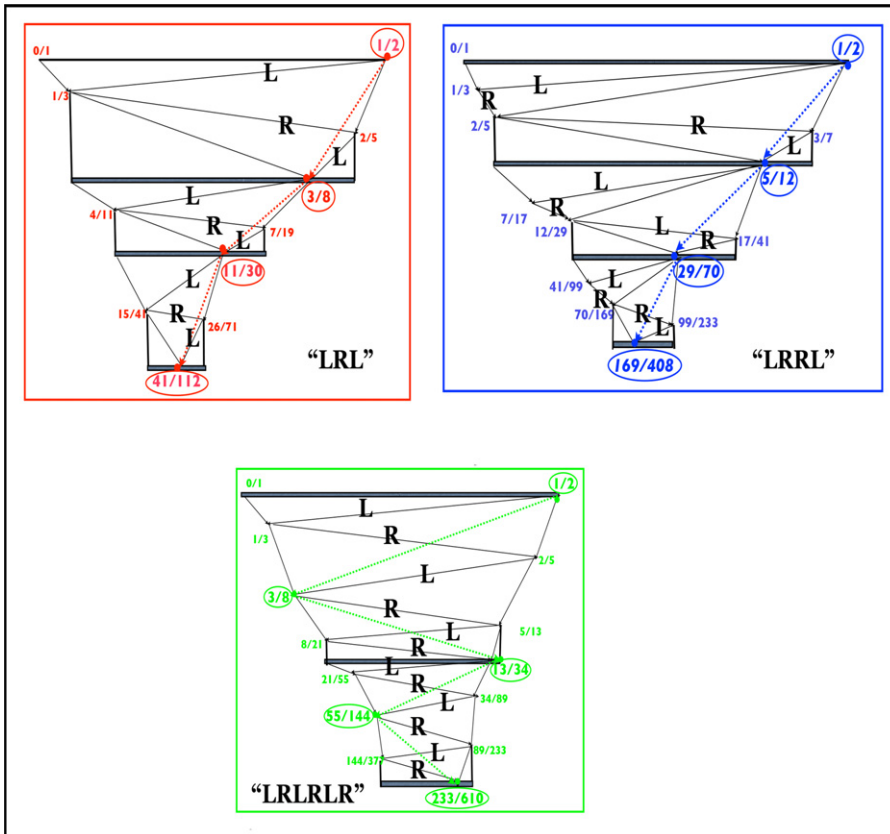 1/2
0/1
L
1/3
R
2/5
L
3/8
L
4/11
R
7/19
L
11/30
L
15/41
R
26/71
L
41/112
"LRL"
1/2
0/1
L
1/3
R
2/5
R
3/7
L
5/12
L
7/17
R
12/29
L
17/41
R
29/70
L
41/99
R
70/169
R
99/233
L
169/408
"LRRL"
0/1
1/2
L
1/3
R
2/5
L
3/8
5/13
L
8/21
R
13/34
L
21/55
R
34/89
L
55/144
R
89/233
L
144/37
R
233/610
"LRLRLR"